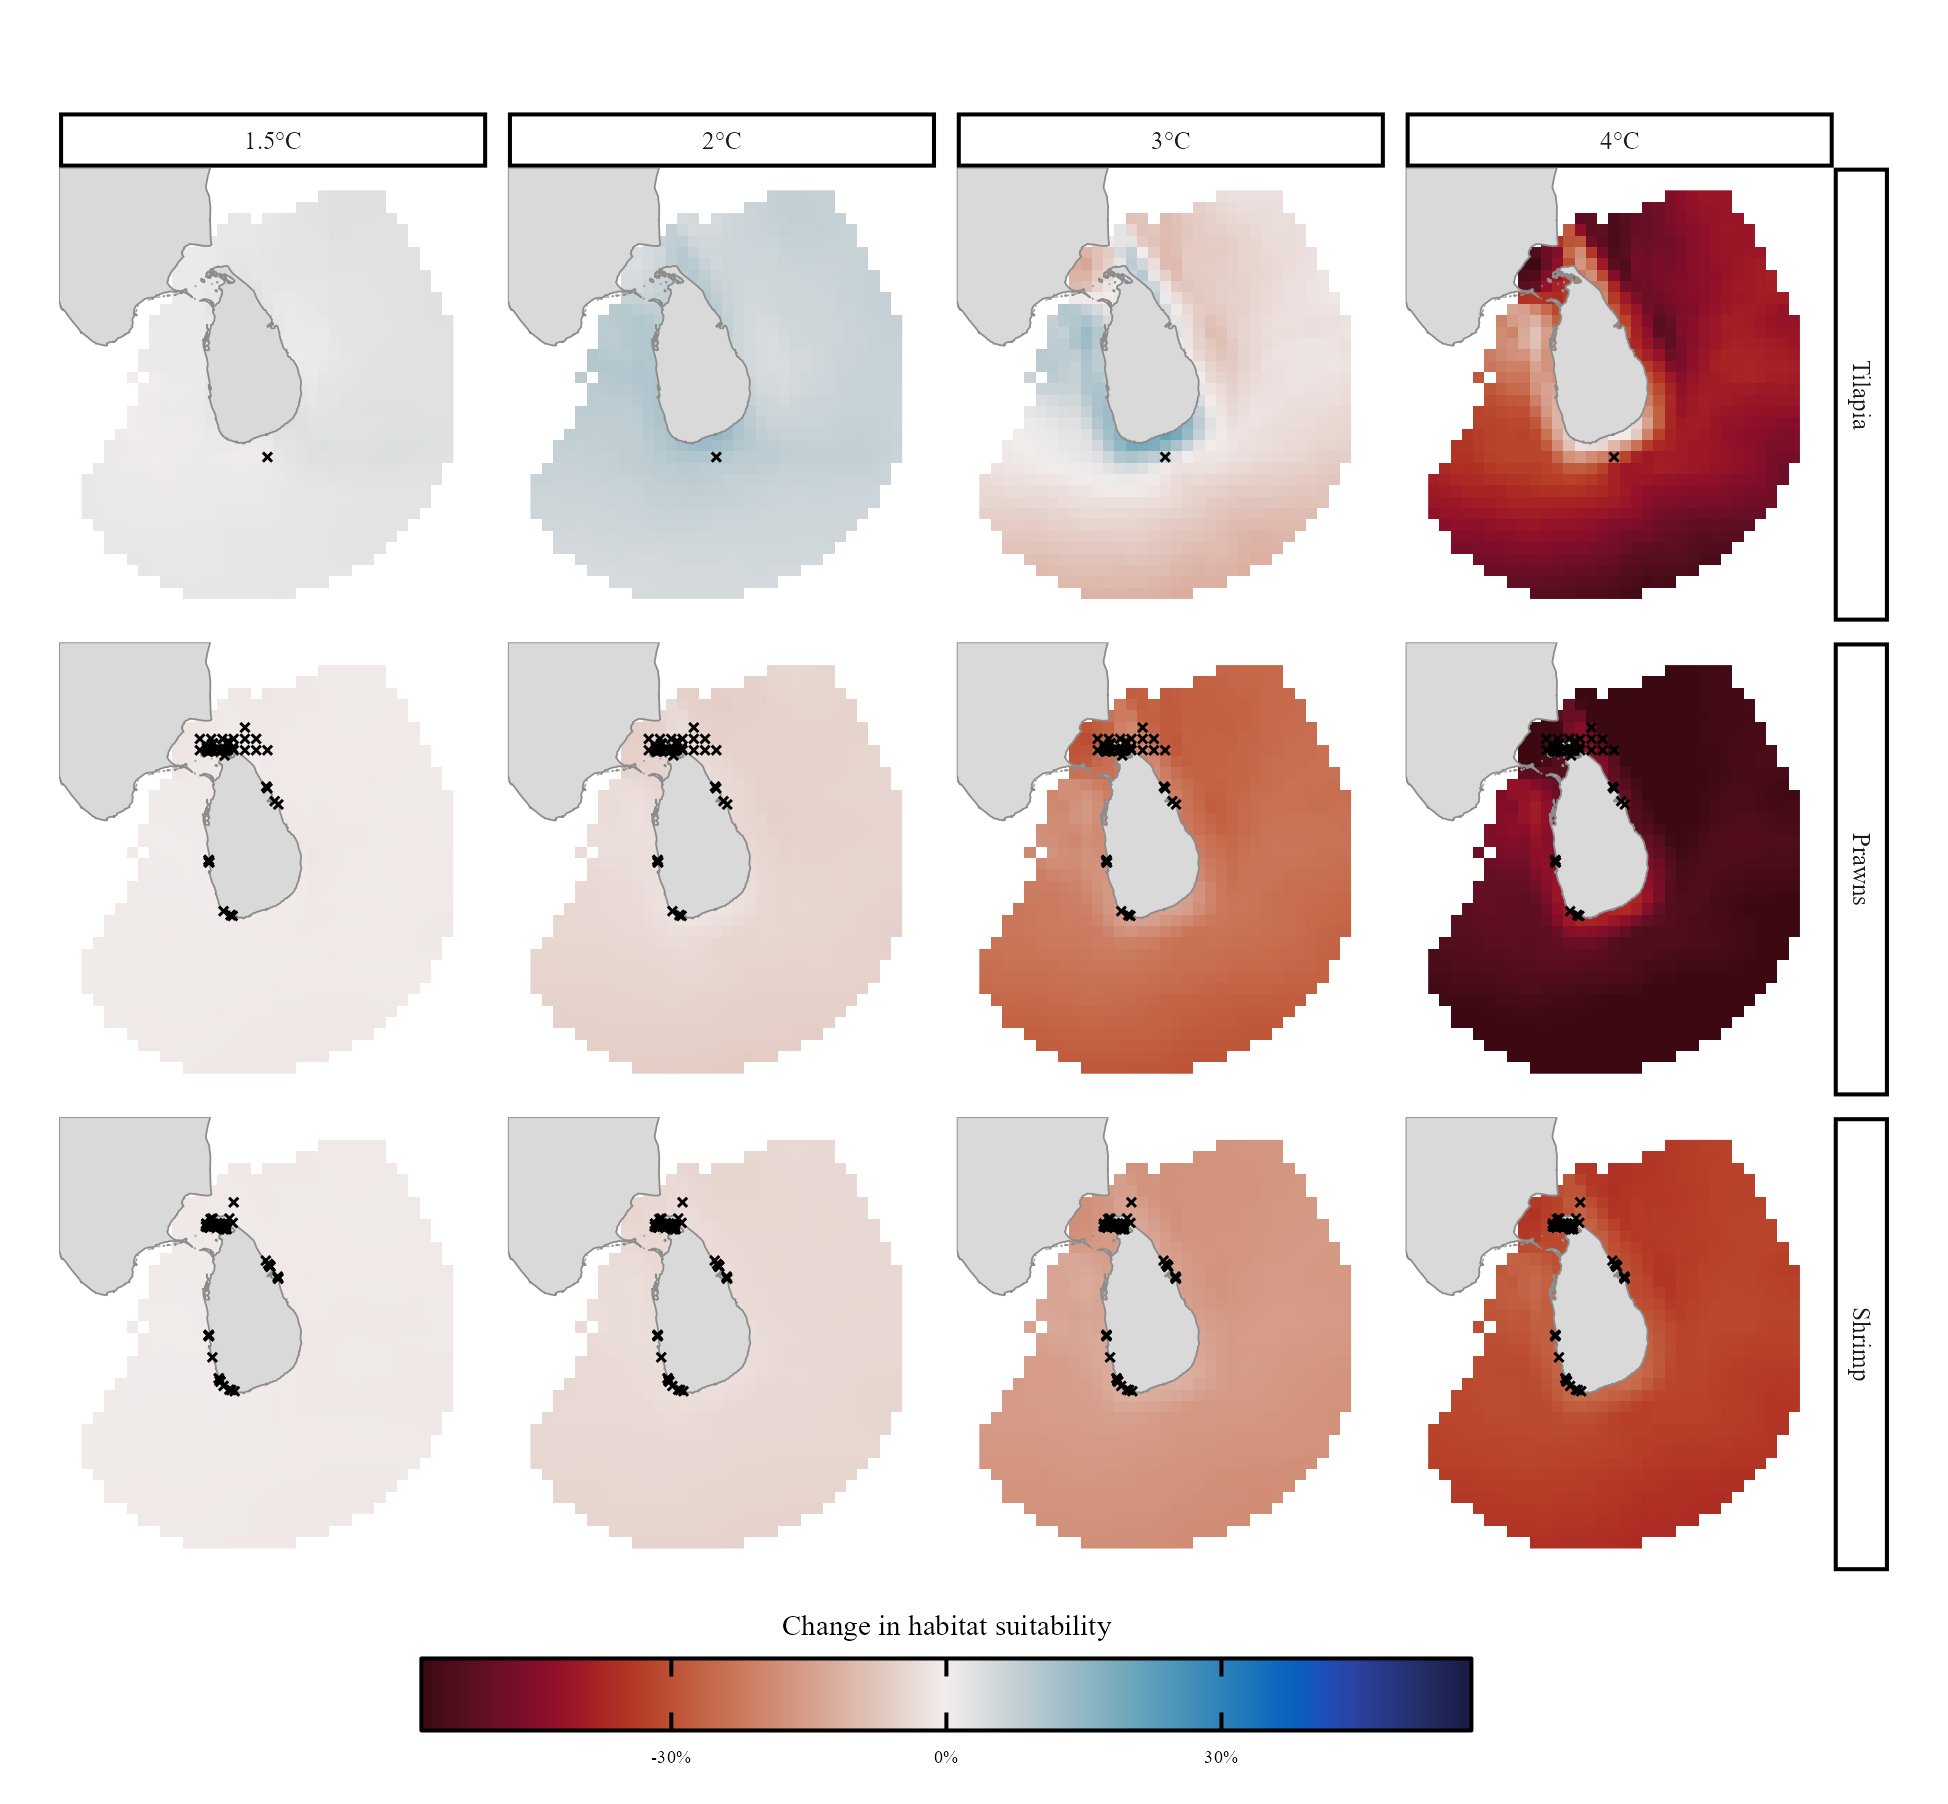 1.5°C
2°C
3°C
4°C
Tilapia
Prawns
Shrimp
Change in habitat suitability
-30%
0%
30%